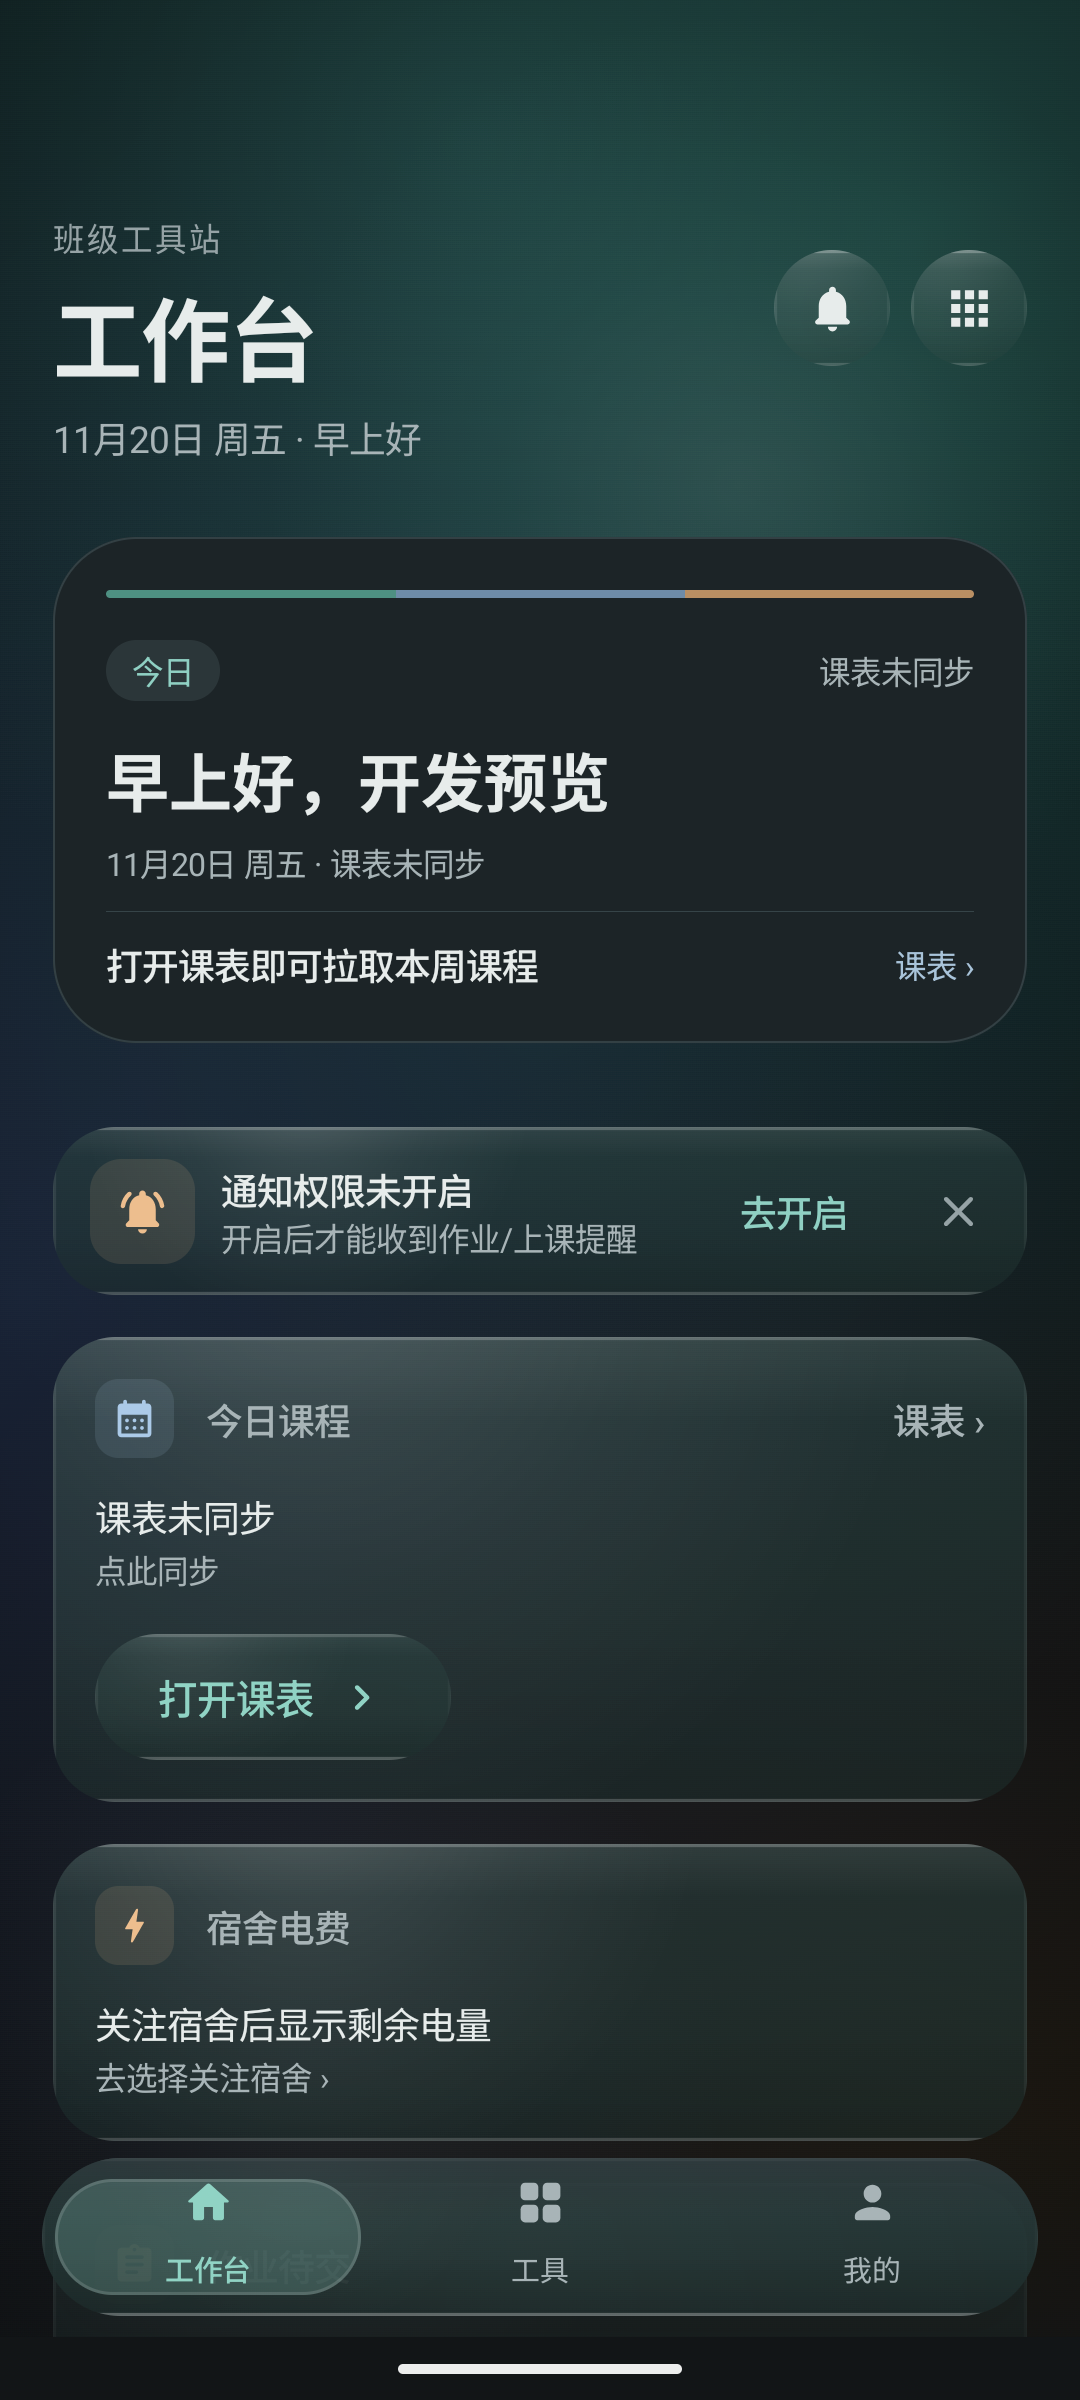 班级工具站
工作台
11月20日 周五 · 早上好
今日
课表未同步
早上好，开发预览
11月20日 周五 · 课表未同步
打开课表即可拉取本周课程
课表 ›
通知权限未开启
开启后才能收到作业/上课提醒
去开启
今日课程
课表 ›
课表未同步
点此同步
打开课表
宿舍电费
关注宿舍后显示剩余电量
去选择关注宿舍 ›
业待交
工作台
工具
我的